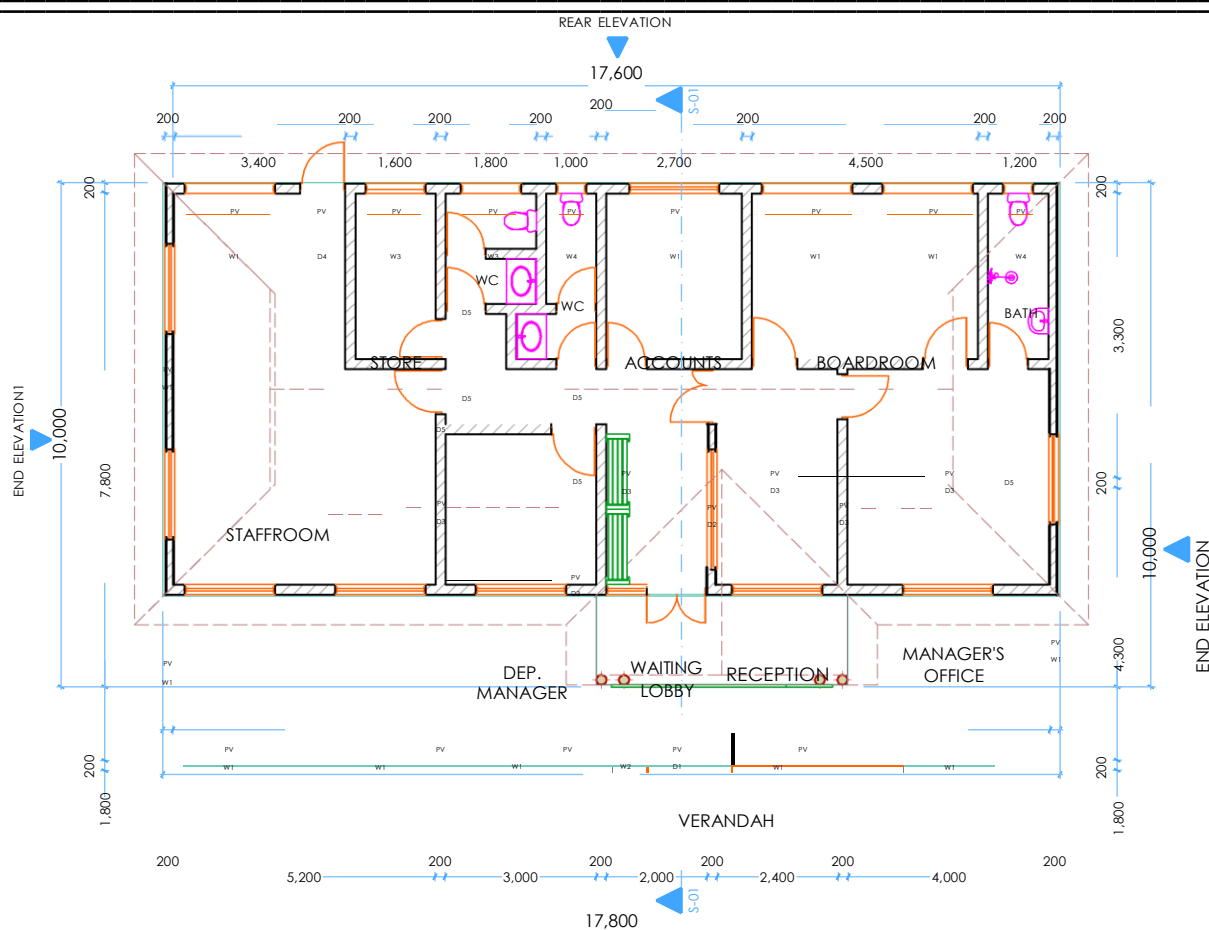 REAR ELEVATION
17,600
200
S-01
200 200 200 200 200 200 200
3,400 1,600 1,800 1,000 2,700 4,500 1,200
200 200
PV PV PV PV PV PV PV PV PV
W1 D4 W3 W3 W4 W1 W1 W1 W4
WC WC
D5
BATH
3,300
STORE ACCOUNTS BOARDROOM
PV
W1
D5 D5
END ELEVATION1
10,000
D5
7,800
PV PV PV
D3 D3 D3
D5 D5
200
PV PV PV
D3 D2 D3
STAFFROOM
10,000
END ELEVATION
PV
D3
PV
W1
PV
W1
4,300
DEP.
MANAGER
WAITING
LOBBY
RECEPTION
MANAGER'S
OFFICE
PV PV PV PV PV
W1 W1 W1 W2 D1 W1 W1
200 200
1,800 1,800
VERANDAH
200 200 200 200 200 200
5,200 3,000 2,000 2,400 4,000
S-01
17,800